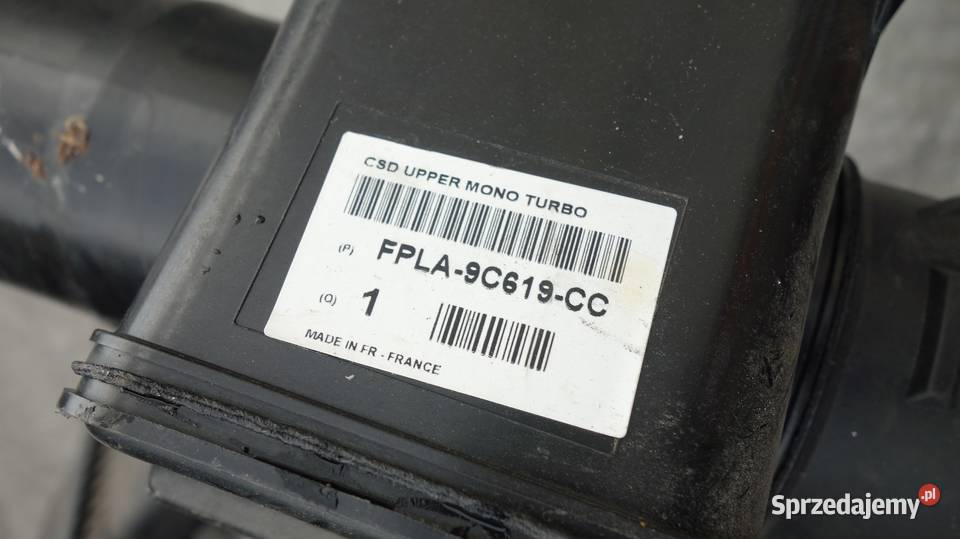 CSD UPPER MONO TURBO
(P) FPLA-9C619-CC
(Q) 1
MADE IN FR - FRANCE
Sprzedajemy.pl